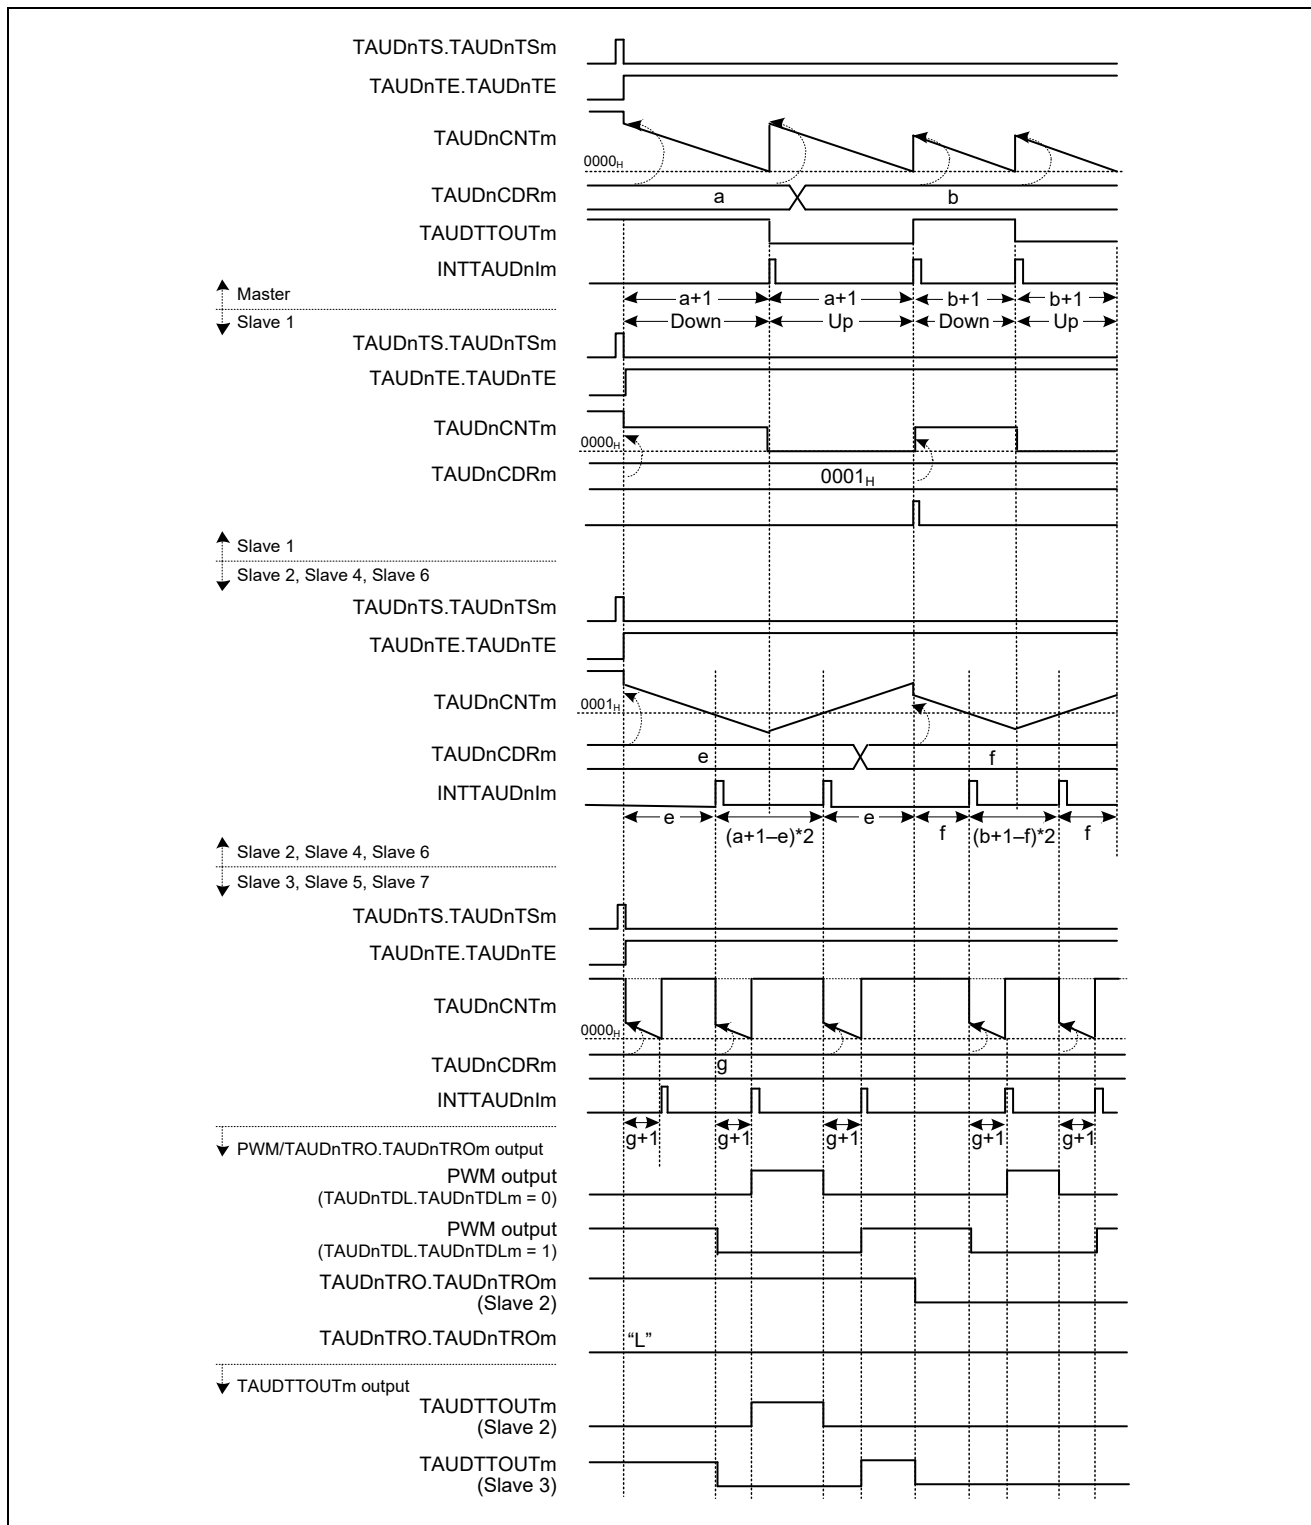 TAUDnTS.TAUDnTSm
TAUDnTE.TAUDnTE
TAUDnCNTm
0000H
TAUDnCDRm
a
b
TAUDTTOUTm
INTTAUDnIm
Master
a+1
a+1
b+1
b+1
Slave 1
Down
Up
Down
Up
TAUDnTS.TAUDnTSm
TAUDnTE.TAUDnTE
TAUDnCNTm
0000H
TAUDnCDRm
0001H
Slave 1
Slave 2, Slave 4, Slave 6
TAUDnTS.TAUDnTSm
TAUDnTE.TAUDnTE
TAUDnCNTm
0001H
TAUDnCDRm
e
f
INTTAUDnIm
e
(a+1–e)*2
e
f
(b+1–f)*2
f
Slave 2, Slave 4, Slave 6
Slave 3, Slave 5, Slave 7
TAUDnTS.TAUDnTSm
TAUDnTE.TAUDnTE
TAUDnCNTm
0000H
TAUDnCDRm
g
INTTAUDnIm
g+1
g+1
g+1
g+1
g+1
PWM/TAUDnTRO.TAUDnTROm output
PWM output
(TAUDnTDL.TAUDnTDLm = 0)
PWM output
(TAUDnTDL.TAUDnTDLm = 1)
TAUDnTRO.TAUDnTROm
(Slave 2)
TAUDnTRO.TAUDnTROm
“L”
TAUDTTOUTm output
TAUDTTOUTm
(Slave 2)
TAUDTTOUTm
(Slave 3)